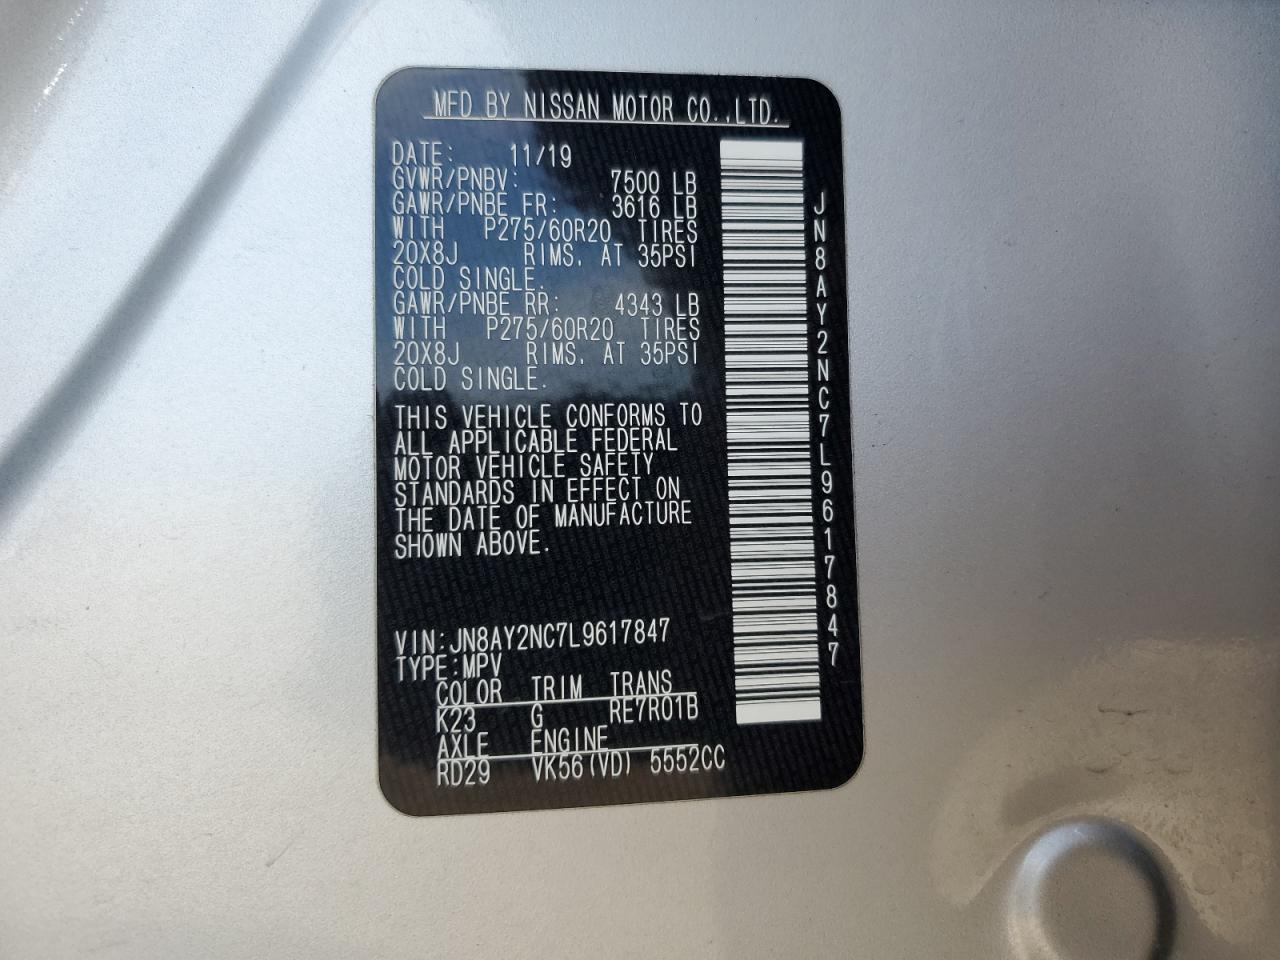 MFD BY NISSAN MOTOR CO.,LTD.
DATE: 11/19
GVWR/PNBV: 7500 LB
GAWR/PNBE FR: 3616 LB
WITH P275/60R20 TIRES
20X8J RIMS, AT 35PSI
COLD SINGLE.
GAWR/PNBE RR: 4343 LB
WITH P275/60R20 TIRES
20X8J RIMS, AT 35PSI
COLD SINGLE.
THIS VEHICLE CONFORMS TO
ALL APPLICABLE FEDERAL
MOTOR VEHICLE SAFETY
STANDARDS IN EFFECT ON
THE DATE OF MANUFACTURE
SHOWN ABOVE.
VIN:JN8AY2NC7L9617847
TYPE:MPV
COLOR TRIM TRANS
K23 G RE7R01B
AXLE ENGINE
RD29 VK56(VD) 5552CC
JN8AY2NC7L9617847